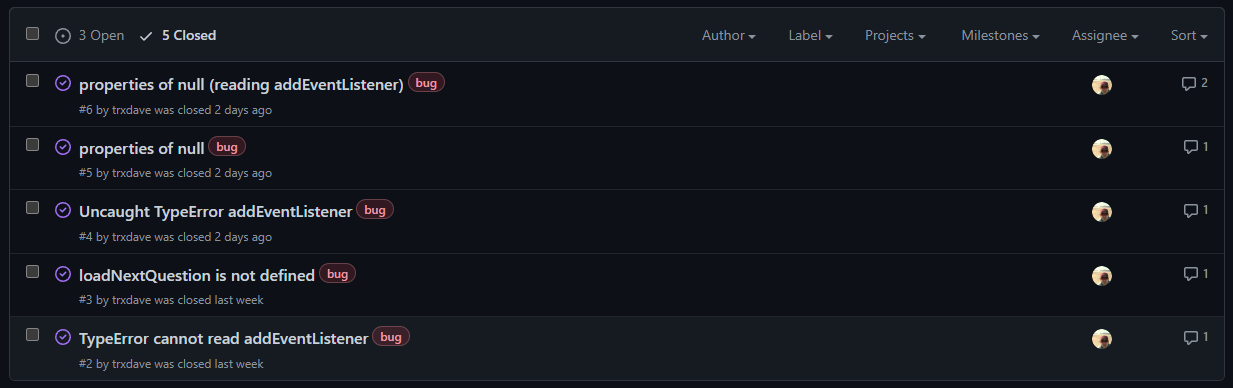 3 Open 5 Closed Author Label Projects Milestones Assignee Sort
properties of null (reading addEventListener) bug 2
#6 by trxdave was closed 2 days ago
properties of null bug 1
#5 by trxdave was closed 2 days ago
Uncaught TypeError addEventListener bug 1
#4 by trxdave was closed 2 days ago
loadNextQuestion is not defined bug 1
#3 by trxdave was closed last week
TypeError cannot read addEventListener bug 1
#2 by trxdave was closed last week